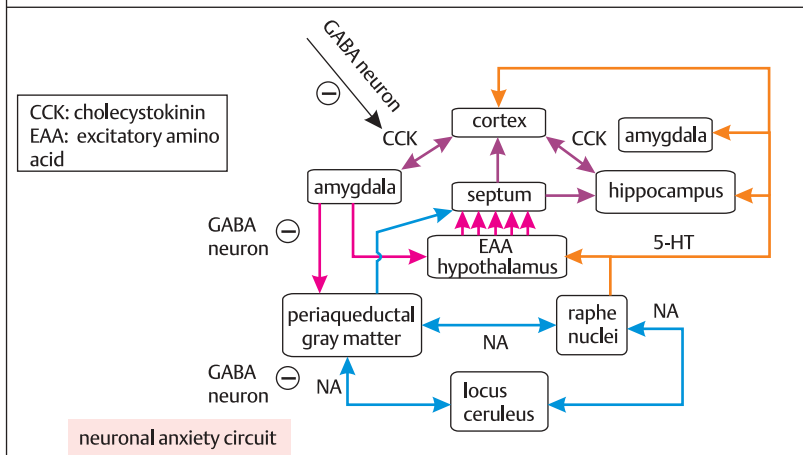 GABA neuron
CCK: cholecystokinin
EAA: excitatory amino
acid
CCK
cortex
CCK
amygdala
amygdala
septum
hippocampus
GABA
neuron
EAA
hypothalamus
5-HT
periaqueductal
gray matter
NA
raphe
nuclei
NA
GABA
neuron
NA
locus
ceruleus
neuronal anxiety circuit